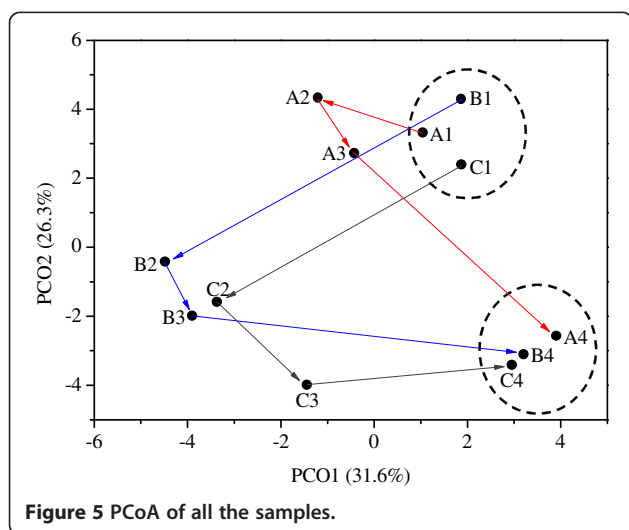 6
4
2
0
-2
-4
-6
-4
-2
0
2
4
PCO2 (26.3%)
PCO1 (31.6%)
A2
B1
A1
A3
C1
B2
C2
B3
A4
B4
C4
C3
Figure 5 PCoA of all the samples.